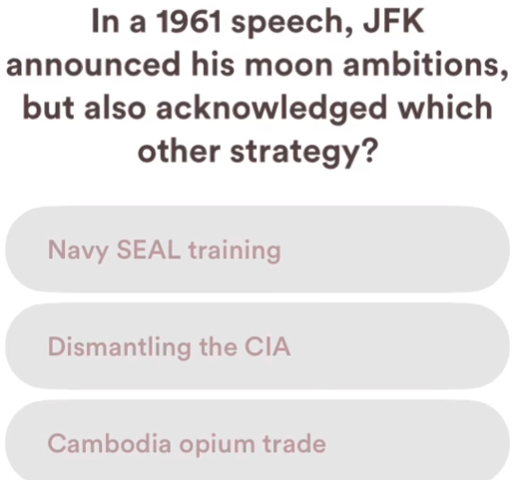 In a 1961 speech, JFK
announced his moon ambitions,
but also acknowledged which
other strategy?
Navy SEAL training
Dismantling the CIA
Cambodia opium trade